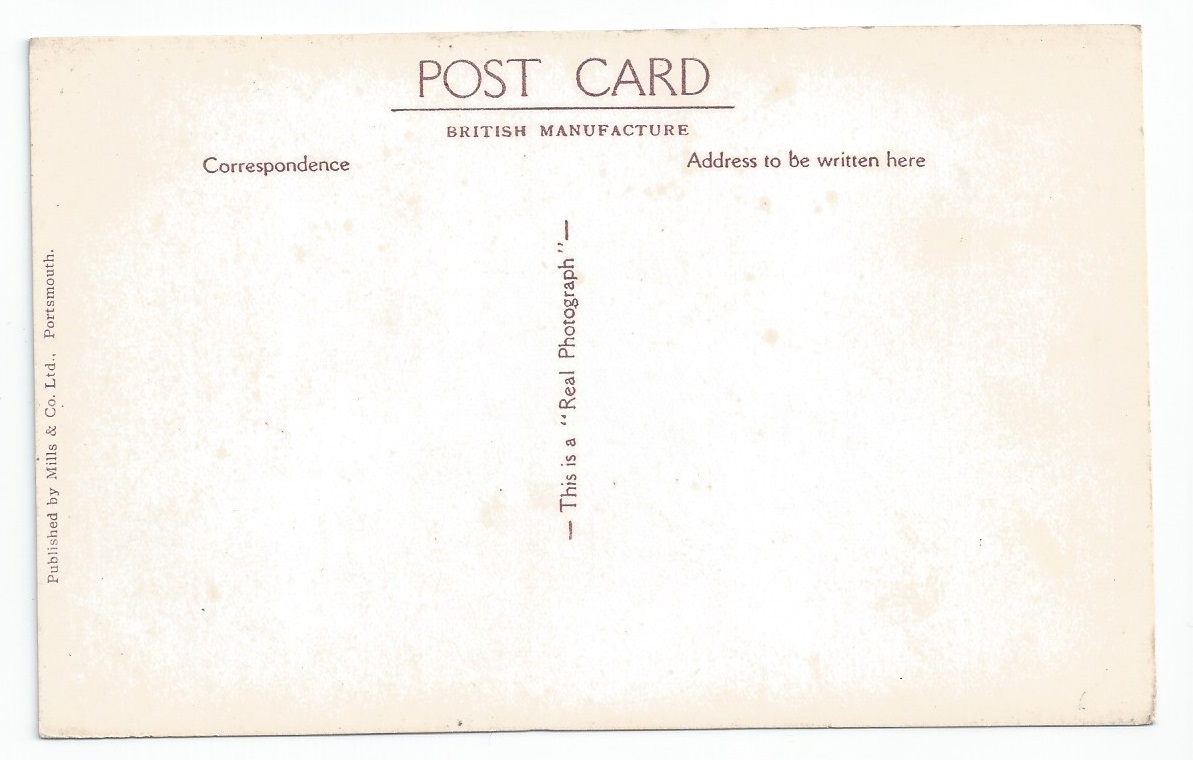 POST CARD
BRITISH MANUFACTURE
Correspondence
Address to be written here
— This is a "Real Photograph" —
Published by Mills & Co. Ltd., Portsmouth.